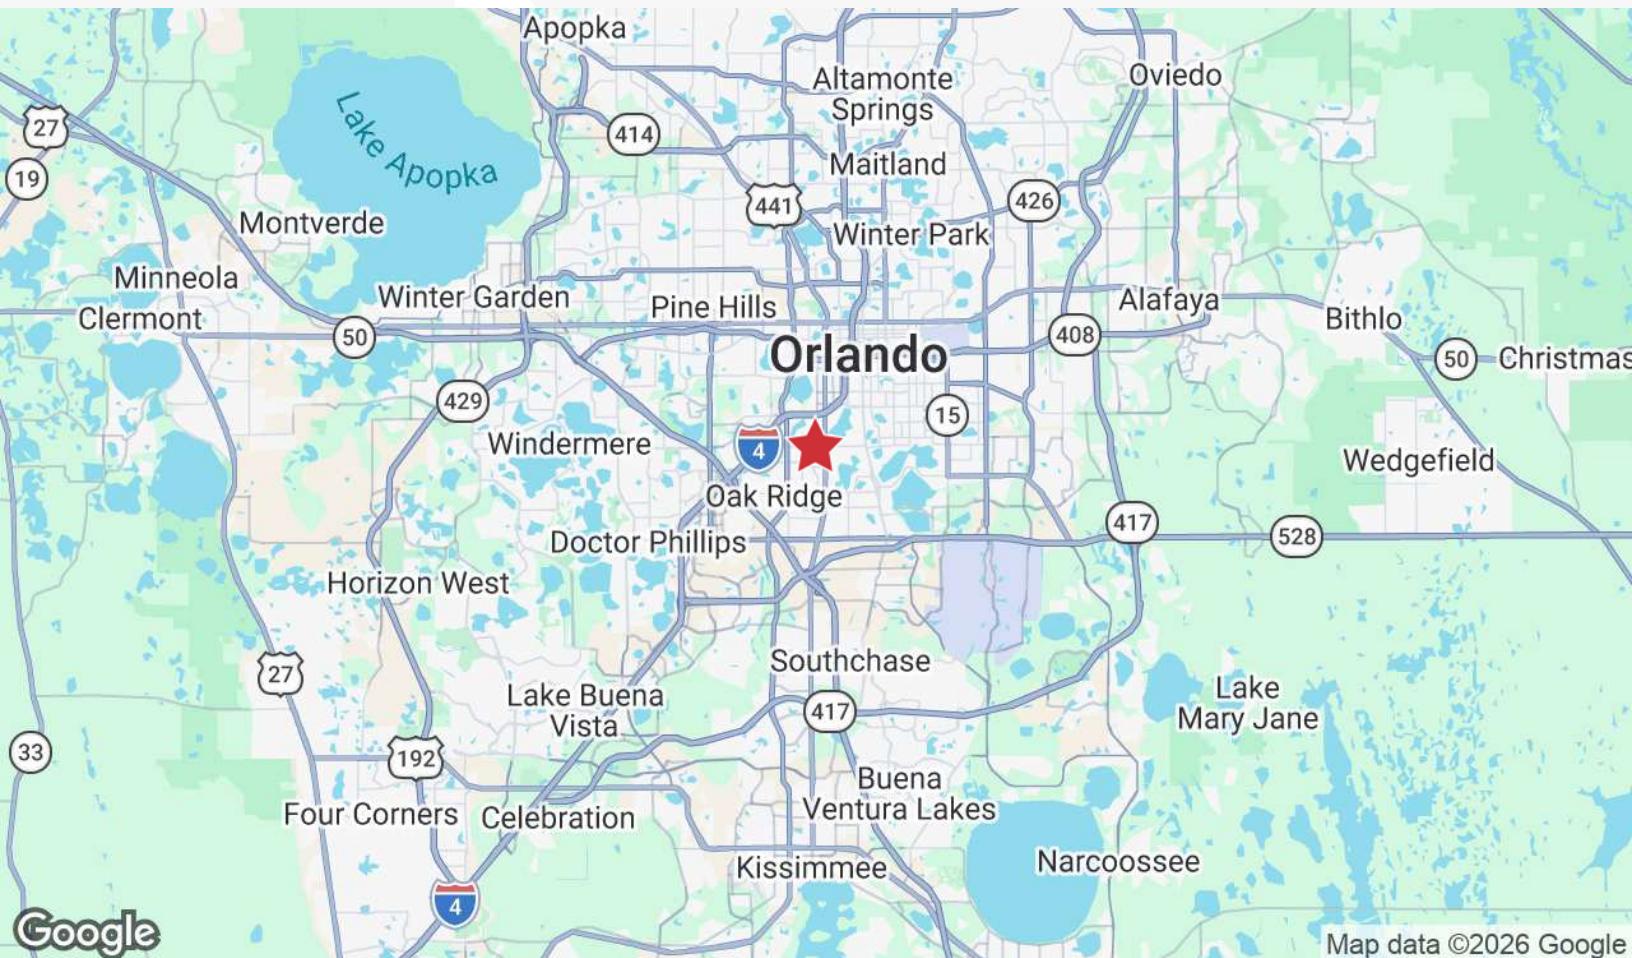 Apopka
Altamonte
Springs
Oviedo
27
414
Lake Apopka
Maitland
19
441
426
Montverde
Winter Park
Minneola
Winter Garden
Pine Hills
Alafaya
Clermont
50
408
Bithlo
Orlando
50
Christmas
429
15
Windermere
4
Wedgefield
Oak Ridge
417
528
Doctor Phillips
Horizon West
Southchase
27
Lake Buena
Vista
417
Lake
Mary Jane
33
192
Buena
Ventura Lakes
Four Corners
Celebration
Kissimmee
Narcoossee
4
Google
Map data ©2026 Google